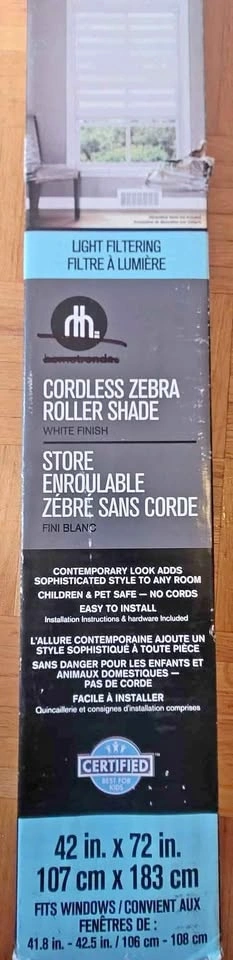 LIGHT FILTERING
FILTRE À LUMIÈRE
hh.
hometrends
CORDLESS ZEBRA
ROLLER SHADE
WHITE FINISH
STORE
ENROULABLE
ZÉBRÉ SANS CORDE
FINI BLANC
CONTEMPORARY LOOK ADDS
SOPHISTICATED STYLE TO ANY ROOM
CHILDREN & PET SAFE — NO CORDS
EASY TO INSTALL
Installation Instructions & hardware Included
L'ALLURE CONTEMPORAINE AJOUTE UN
STYLE SOPHISTIQUÉ À TOUTE PIÈCE
SANS DANGER POUR LES ENFANTS ET
ANIMAUX DOMESTIQUES —
PAS DE CORDE
FACILE À INSTALLER
Quincaillerie et consignes d'installation comprises
CERTIFIED™
BEST FOR
KIDS
42 in. x 72 in.
107 cm x 183 cm
FITS WINDOWS / CONVIENT AUX
FENÊTRES DE :
41.8 in. - 42.5 in. / 106 cm - 108 cm